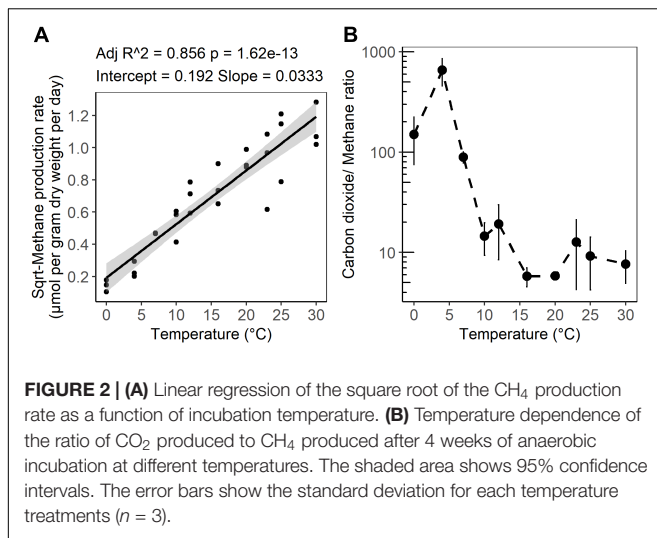 A
Adj R^2 = 0.856 p = 1.62e-13
Intercept = 0.192 Slope = 0.0333
Sqrt-Methane production rate
(μmol per gram dry weight per day)
1.2
1.0
0.8
0.6
0.4
0.2
0 5 10 15 20 25 30
Temperature (°C)
B
Carbon dioxide/ Methane ratio
1000
100
10
0 5 10 15 20 25 30
Temperature (°C)
FIGURE 2 | (A) Linear regression of the square root of the CH4 production
rate as a function of incubation temperature. (B) Temperature dependence of
the ratio of CO2 produced to CH4 produced after 4 weeks of anaerobic
incubation at different temperatures. The shaded area shows 95% confidence
intervals. The error bars show the standard deviation for each temperature
treatments (n = 3).